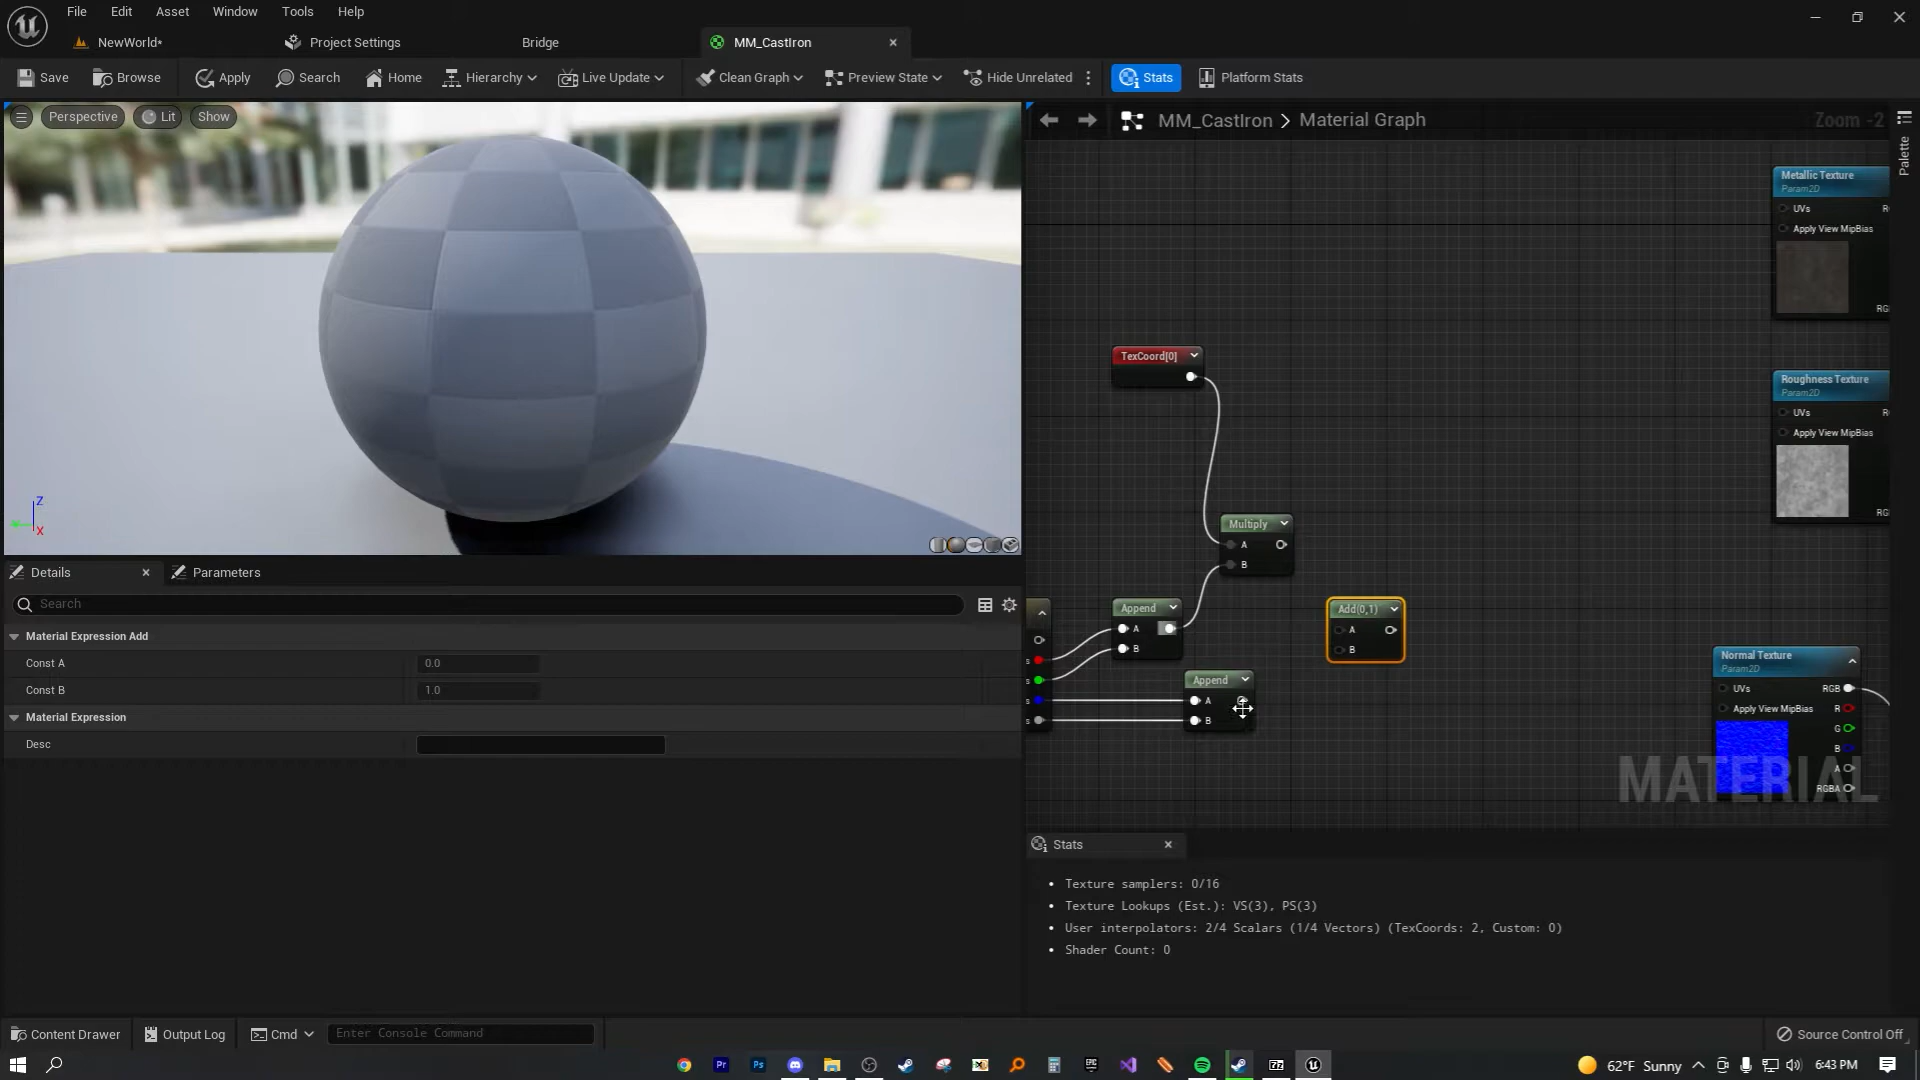 File Edit Asset Window Tools Help
NewWorld* Project Settings Bridge MM_CastIron
Save Browse Apply Search Home Hierarchy Live Update Clean Graph Preview State Hide Unrelated Stats Platform Stats
Perspective Lit Show
MM_CastIron > Material Graph Zoom -2
Palette
Metallic Texture
Param2D
UVs R
Apply View MipBias
RG
TexCoord[0]
Roughness Texture
Param2D
UVs R
Apply View MipBias
RG
Multiply
A
B
Append
A
B
Add(0,1)
A
B
Append
A
B
s
s
s
s
Normal Texture
Param2D
UVs RGB
Apply View MipBias R
G
B
A
RGBA
MATERIAL
Z
X
Details Parameters
Search
Material Expression Add
Const A 0.0
Const B 1.0
Material Expression
Desc
Stats
Texture samplers: 0/16
Texture Lookups (Est.): VS(3), PS(3)
User interpolators: 2/4 Scalars (1/4 Vectors) (TexCoords: 2, Custom: 0)
Shader Count: 0
Content Drawer Output Log Cmd Enter Console Command Source Control Off
Pr Ps 62°F Sunny 6:43 PM